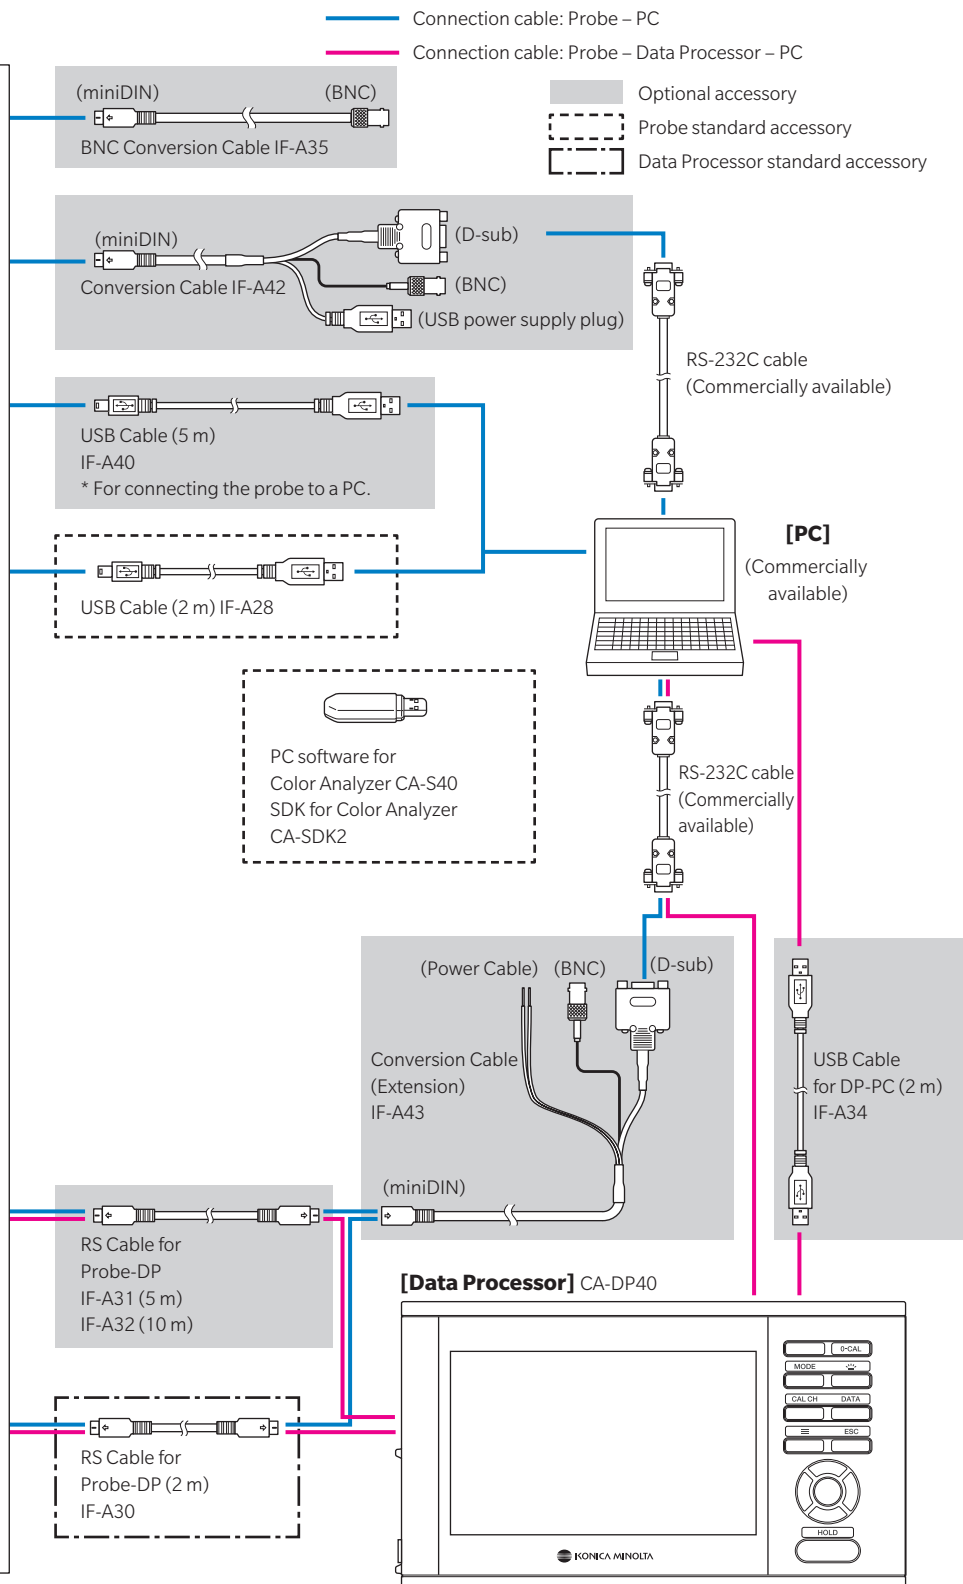 Connection cable: Probe – PC
Connection cable: Probe – Data Processor – PC
Optional accessory
Probe standard accessory
Data Processor standard accessory
(miniDIN)
(BNC)
BNC Conversion Cable IF-A35
(miniDIN)
(D-sub)
Conversion Cable IF-A42
(BNC)
(USB power supply plug)
RS-232C cable
(Commercially available)
USB Cable (5 m)
IF-A40
* For connecting the probe to a PC.
USB Cable (2 m) IF-A28
[PC]
(Commercially
available)
PC software for
Color Analyzer CA-S40
SDK for Color Analyzer
CA-SDK2
RS-232C cable
(Commercially
available)
(Power Cable)
(BNC)
(D-sub)
Conversion Cable
(Extension)
IF-A43
(miniDIN)
USB Cable
for DP-PC (2 m)
IF-A34
RS Cable for
Probe-DP
IF-A31 (5 m)
IF-A32 (10 m)
[Data Processor] CA-DP40
0-CAL
MODE
CAL CH
DATA
ESC
HOLD
KONICA MINOLTA
RS Cable for
Probe-DP (2 m)
IF-A30